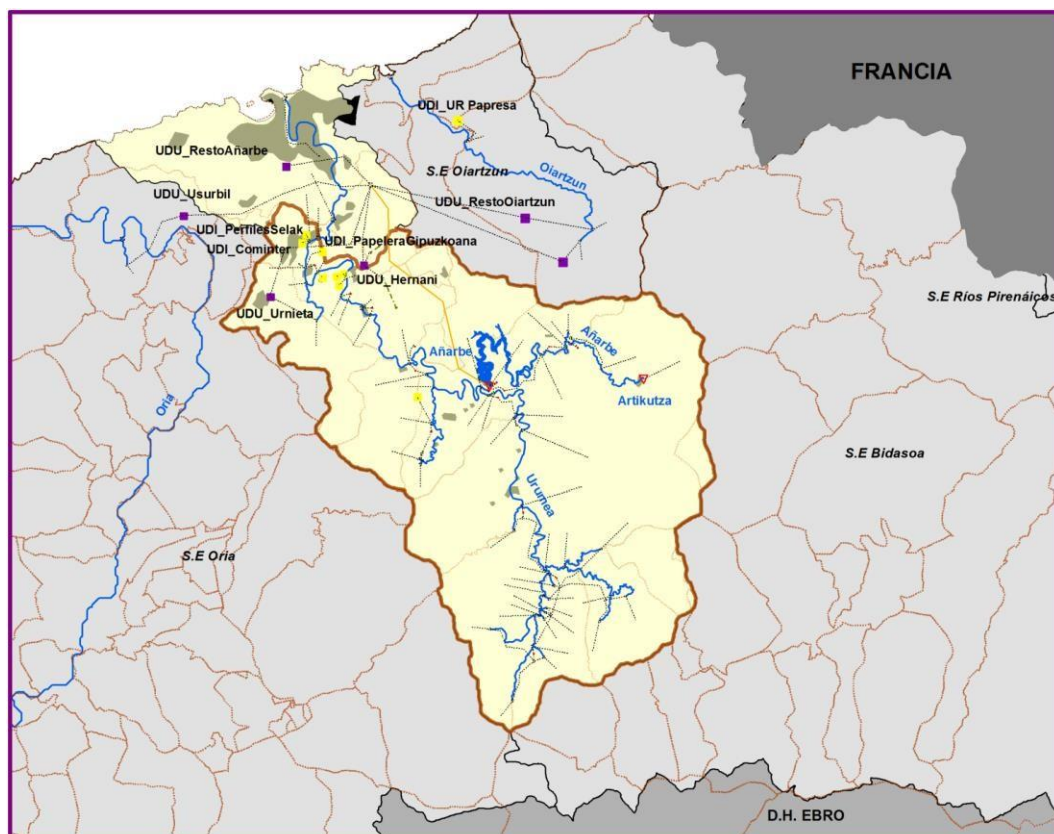 FRANCIA
UDI_UR Papresa
UDU_RestoAñarbe
S.E Oiartzun
Oiartzun
UDU_Usurbil
UDU_RestoOiartzun
UDI_PerfilesSelak
UDI_PapeleraGipuzkoana
UDI_Cominter
UDU_Hernani
UDU_Urnieta
S.E Ríos Pirenáicos
Añarbe
Añarbe
Artikutza
Oria
S.E Bidasoa
Urumea
S.E Oria
D.H. EBRO